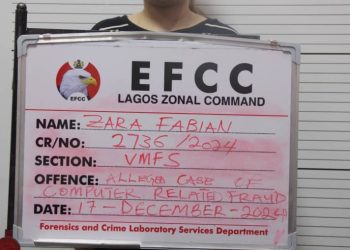 EFCC
EFCC
LAGOS ZONAL COMMAND
NAME: ZARA FABIAN
CR/NO: 2736/2024
SECTION: VMFS
OFFENCE: ALLEGED CASE OF
COMPUTER RELATED FRAUD
DATE: 17-DECEMBER-2024
Forensics and Crime Laboratory Services Department